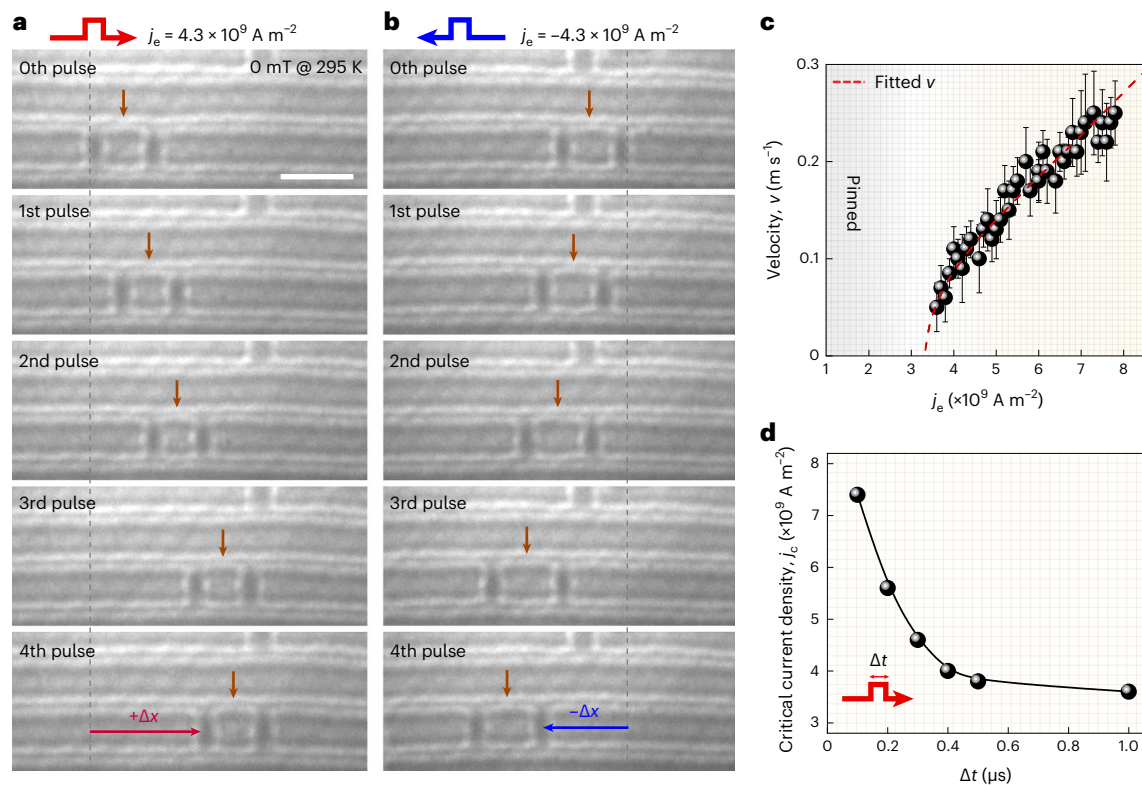 a
jₑ = 4.3 × 10⁹ A m⁻²
0th pulse
0 mT @ 295 K
1st pulse
2nd pulse
3rd pulse
4th pulse
+Δx
b
jₑ = −4.3 × 10⁹ A m⁻²
0th pulse
1st pulse
2nd pulse
3rd pulse
4th pulse
−Δx
c
Velocity, v (m s⁻¹)
0.3
0.2
0.1
0
Fitted v
Pinned
1 2 3 4 5 6 7 8
jₑ (×10⁹ A m⁻²)
d
Critical current density, j꜀ (×10⁹ A m⁻²)
8
7
6
5
4
3
Δt
0 0.2 0.4 0.6 0.8 1.0
Δt (µs)